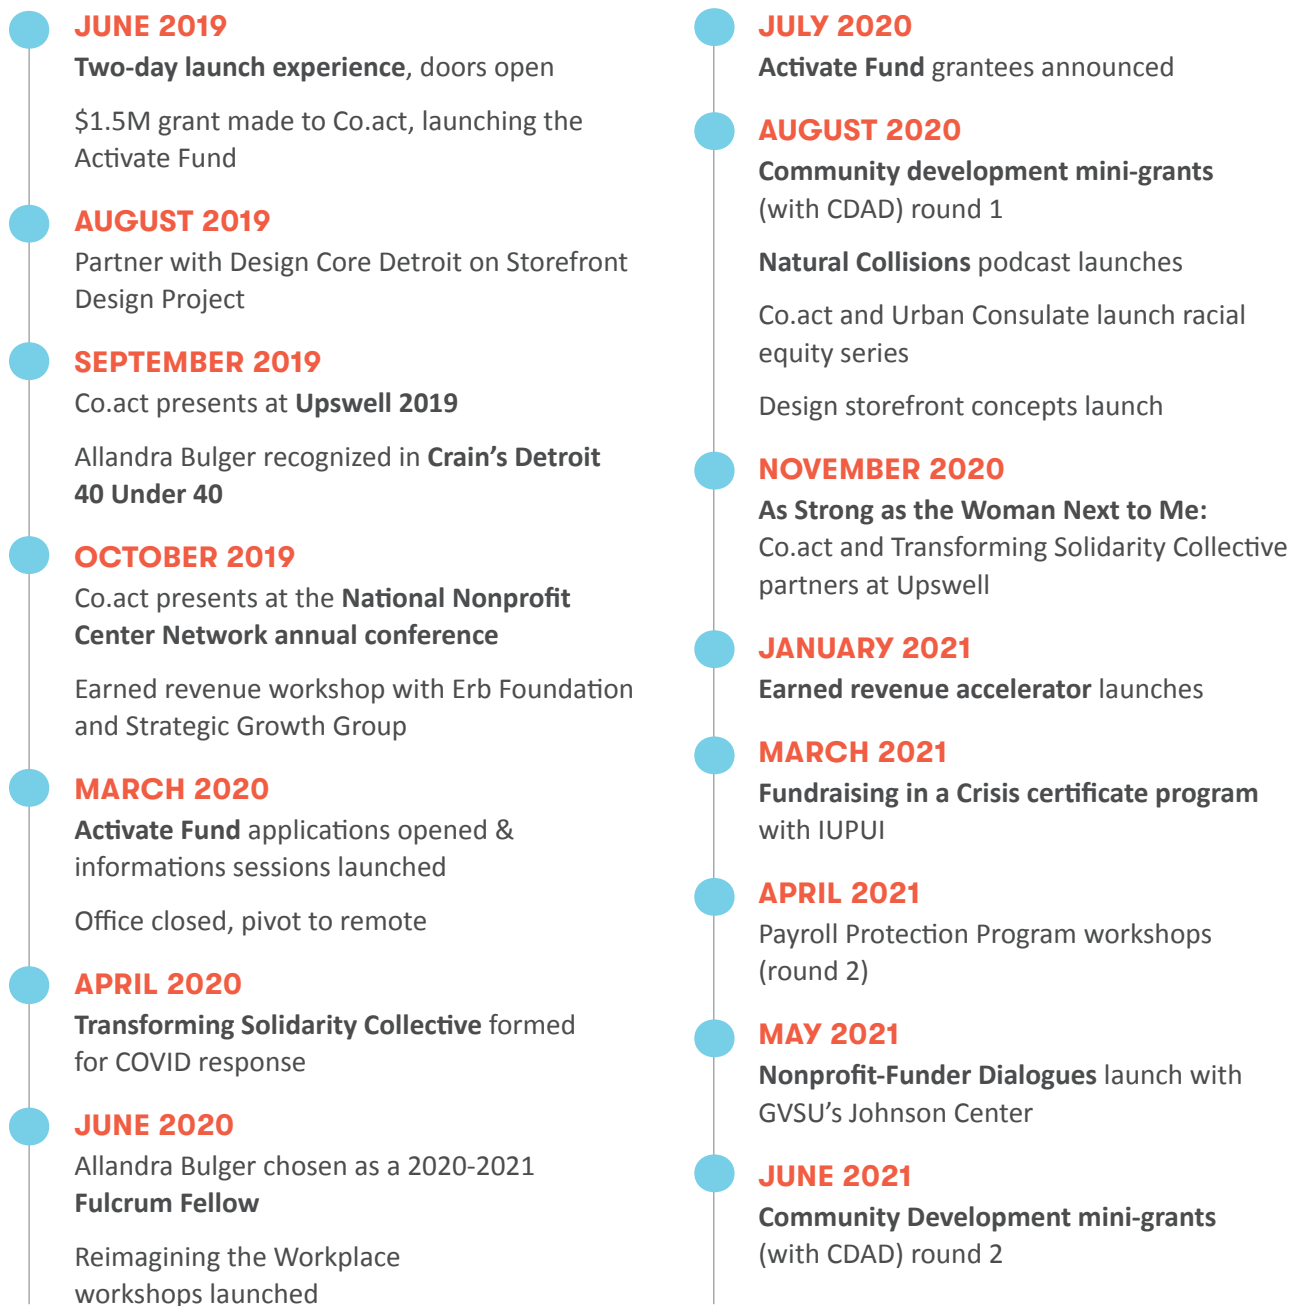 JUNE 2019
Two-day launch experience, doors open
$1.5M grant made to Co.act, launching the
Activate Fund
AUGUST 2019
Partner with Design Core Detroit on Storefront
Design Project
SEPTEMBER 2019
Co.act presents at Upswell 2019
Allandra Bulger recognized in Crain’s Detroit
40 Under 40
OCTOBER 2019
Co.act presents at the National Nonprofit
Center Network annual conference
Earned revenue workshop with Erb Foundation
and Strategic Growth Group
MARCH 2020
Activate Fund applications opened &
informations sessions launched
Office closed, pivot to remote
APRIL 2020
Transforming Solidarity Collective formed
for COVID response
JUNE 2020
Allandra Bulger chosen as a 2020-2021
Fulcrum Fellow
Reimagining the Workplace
workshops launched
JULY 2020
Activate Fund grantees announced
AUGUST 2020
Community development mini-grants
(with CDAD) round 1
Natural Collisions podcast launches
Co.act and Urban Consulate launch racial
equity series
Design storefront concepts launch
NOVEMBER 2020
As Strong as the Woman Next to Me:
Co.act and Transforming Solidarity Collective
partners at Upswell
JANUARY 2021
Earned revenue accelerator launches
MARCH 2021
Fundraising in a Crisis certificate program
with IUPUI
APRIL 2021
Payroll Protection Program workshops
(round 2)
MAY 2021
Nonprofit-Funder Dialogues launch with
GVSU’s Johnson Center
JUNE 2021
Community Development mini-grants
(with CDAD) round 2